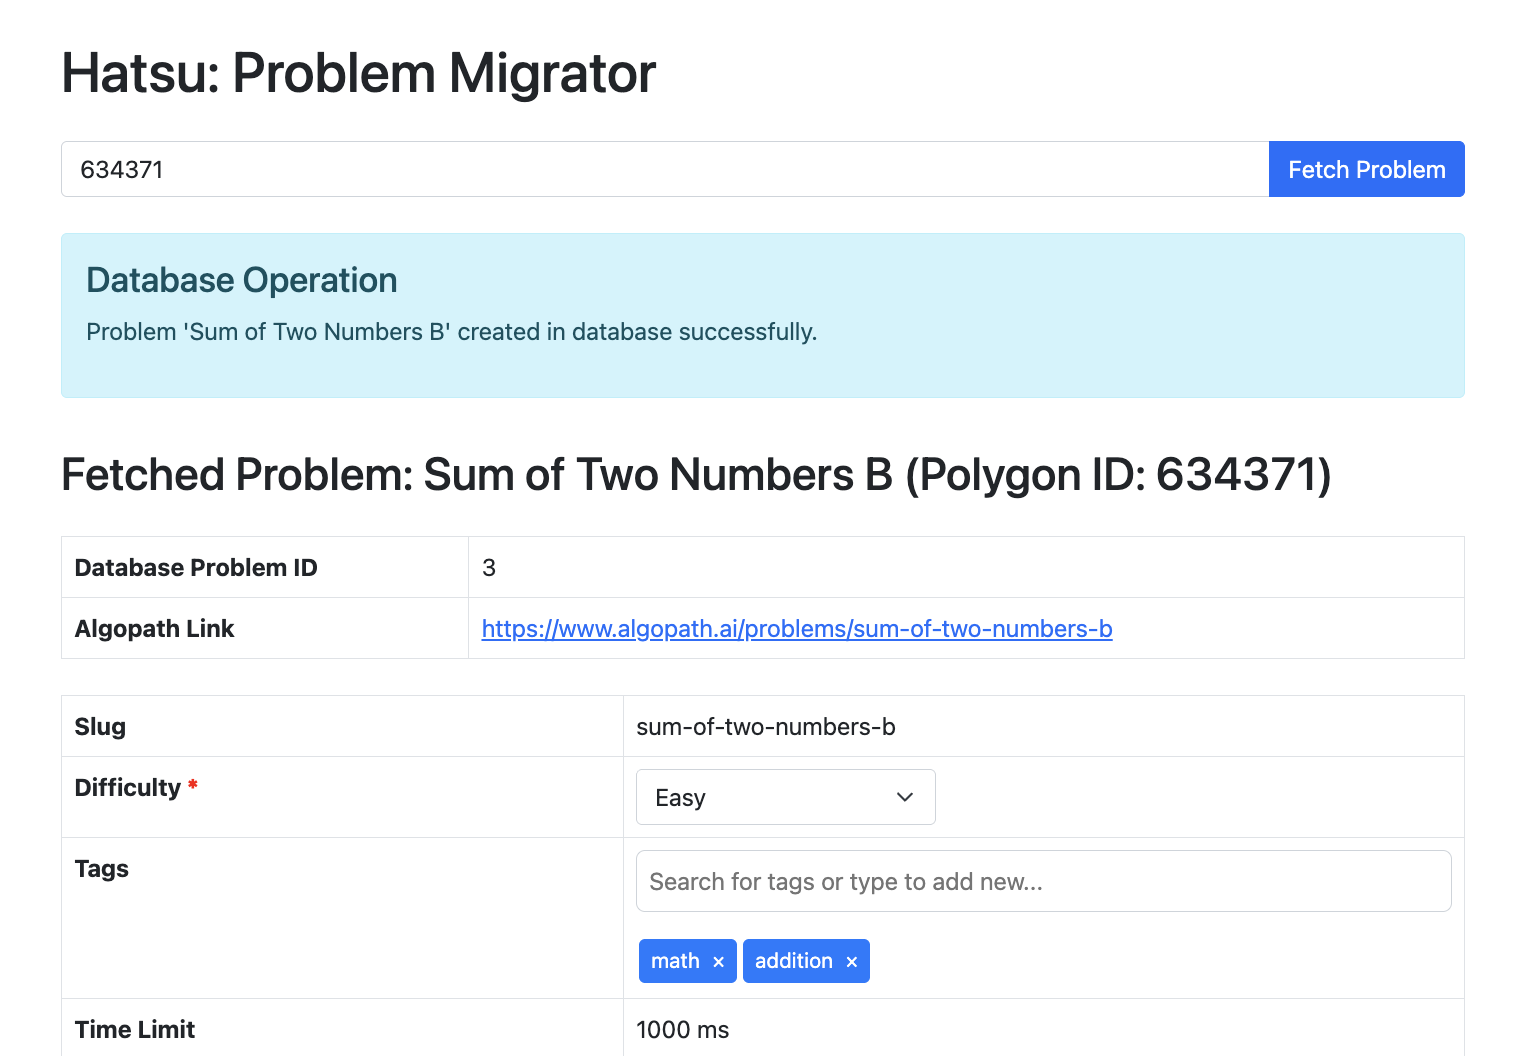 Hatsu: Problem Migrator
634371
Fetch Problem
Database Operation
Problem 'Sum of Two Numbers B' created in database successfully.
Fetched Problem: Sum of Two Numbers B (Polygon ID: 634371)
Database Problem ID 3
Algopath Link https://www.algopath.ai/problems/sum-of-two-numbers-b
Slug sum-of-two-numbers-b
Difficulty * Easy
Tags Search for tags or type to add new...
math × addition ×
Time Limit 1000 ms